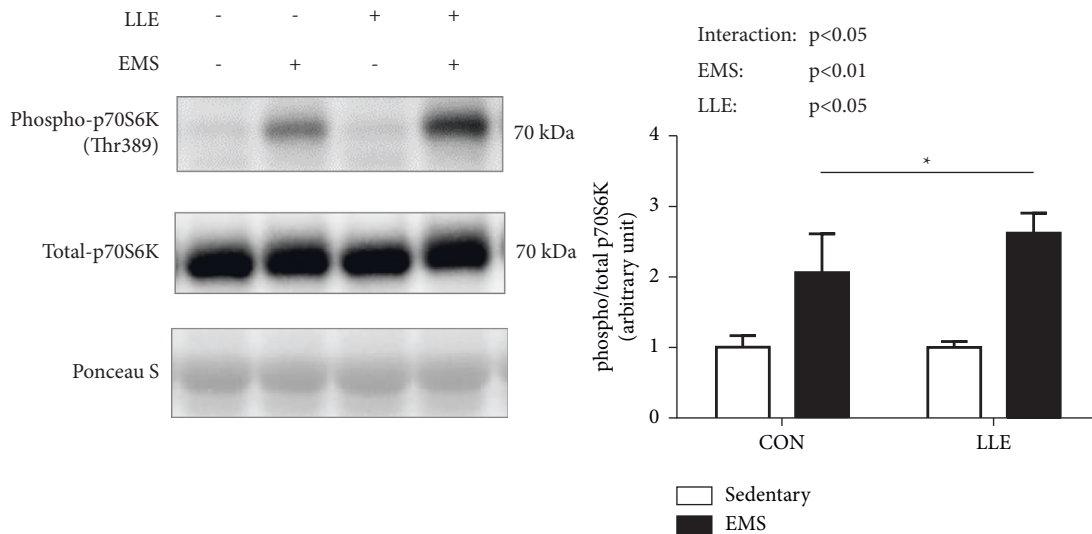 LLE - - + +
EMS - + - +
Phospho-p70S6K
(Thr389)
70 kDa
Total-p70S6K
70 kDa
Ponceau S
Interaction: p<0.05
EMS: p<0.01
LLE: p<0.05
phospho/total p70S6K
(arbitrary unit)
4
3
2
1
0
*
CON LLE
Sedentary
EMS